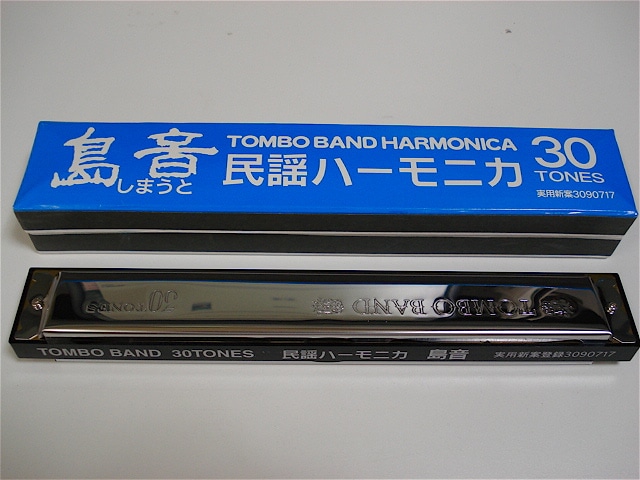 島音
しまうと
TOMBO BAND HARMONICA
民謡ハーモニカ
30
TONES
実用新案3090717
TOMBO BAND
30 TONES
TOMBO BAND 30TONES 民謡ハーモニカ 島音 実用新案登録3090717